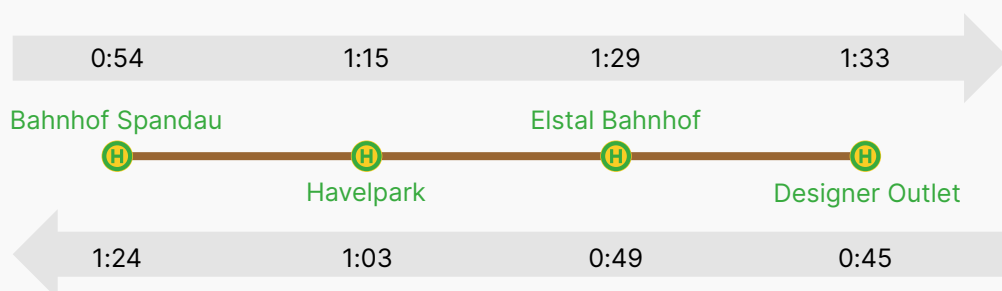 0:54 1:15 1:29 1:33
Bahnhof Spandau Elstal Bahnhof
H H H H
Havelpark Designer Outlet
1:24 1:03 0:49 0:45